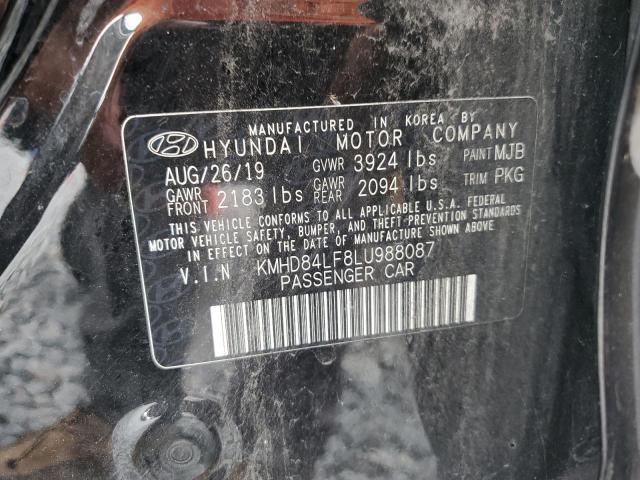 MANUFACTURED IN KOREA BY
HYUNDAI MOTOR COMPANY
AUG/26/19 GVWR 3924 lbs PAINT MJB
GAWR FRONT 2183 lbs GAWR REAR 2094 lbs TRIM PKG
THIS VEHICLE CONFORMS TO ALL APPLICABLE U.S.A. FEDERAL
MOTOR VEHICLE SAFETY, BUMPER, AND THEFT PREVENTION STANDARDS
IN EFFECT ON THE DATE OF MANUFACTURE SHOWN ABOVE.
V.I.N KMHD84LF8LU988087
PASSENGER CAR